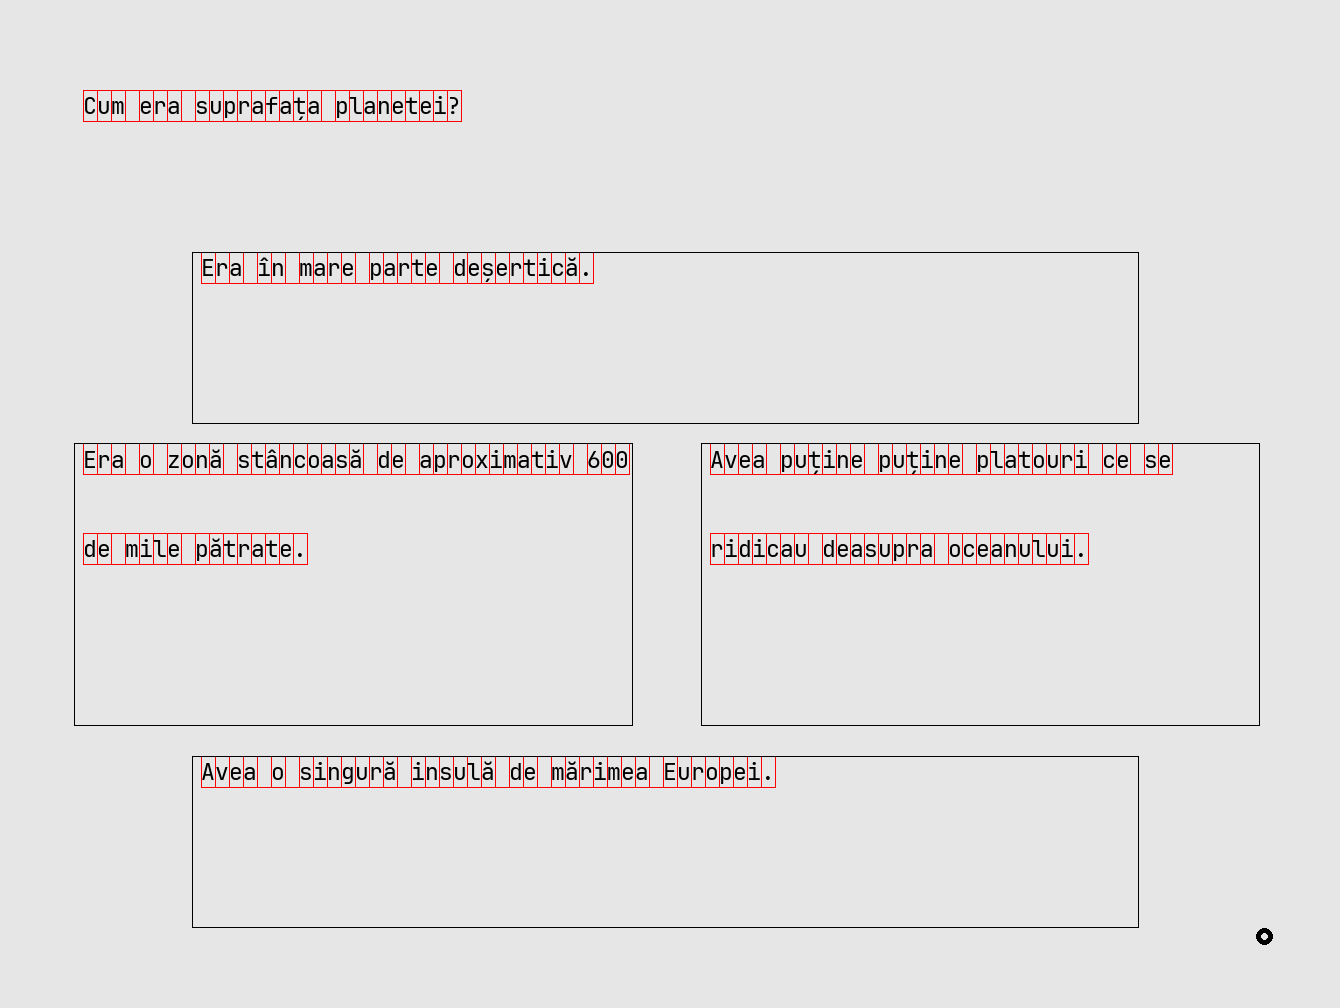 Cum era suprafața planetei?
Era în mare parte deșertică.
Era o zonă stâncoasă de aproximativ 600
de mile pătrate.
Avea puține puține platouri ce se
ridicau deasupra oceanului.
Avea o singură insulă de mărimea Europei.